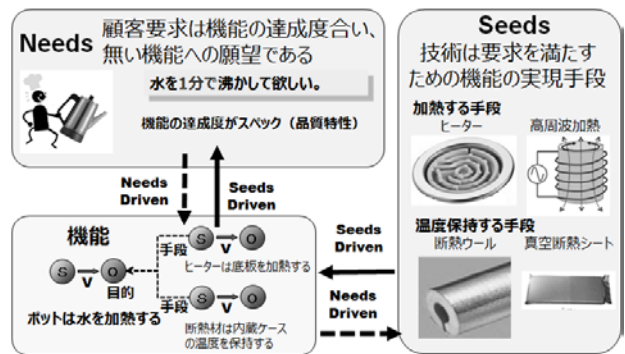 Needs
顧客要求は機能の達成度合い、
無い機能への願望である
水を1分で沸かして欲しい。
機能の達成度がスペック（品質特性）
Needs
Driven
Seeds
Driven
機能
S
V
O
目的
ポットは水を加熱する
手段
S
V
O
ヒーターは底板を加熱する
手段
S
V
O
断熱材は内蔵ケース
の温度を保持する
Seeds
Driven
Needs
Driven
Seeds
技術は要求を満たす
ための機能の実現手段
加熱する手段
ヒーター
高周波加熱
温度保持する手段
断熱ウール
真空断熱シート